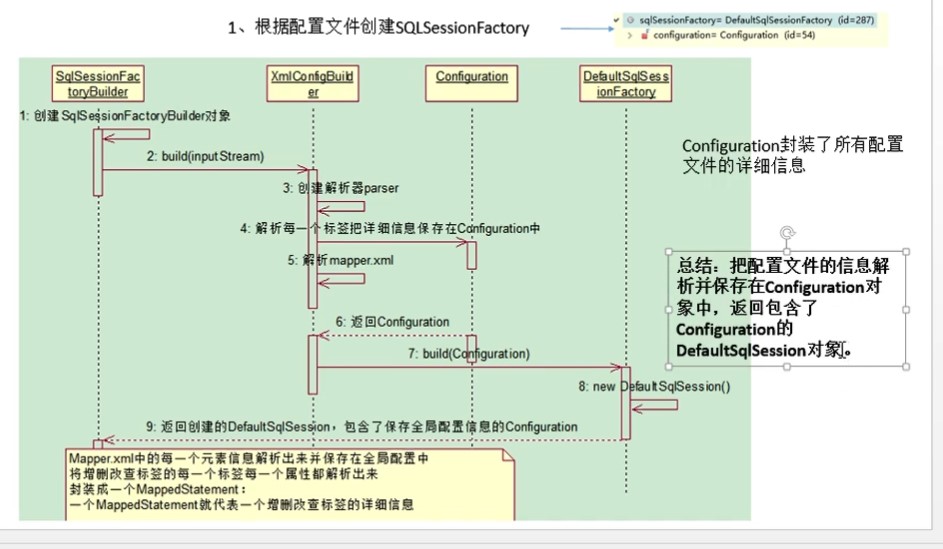 1、根据配置文件创建SQLSessionFactory
sqlSessionFactory= DefaultSqlSessionFactory (id=287)
configuration= Configuration (id=54)
SqlSessionFac
toryBuilder
XmlConfigBuild
er
Configuration
DefaultSqlSess
ionFactory
1: 创建SqlSessionFactoryBuilder对象
2: build(inputStream)
3: 创建解析器parser
4: 解析每一个标签把详细信息保存在Configuration中
5: 解析mapper.xml
6: 返回Configuration
7: build(Configuration)
8: new DefaultSqlSession()
9: 返回创建的DefaultSqlSession，包含了保存全局配置信息的Configuration
Mapper.xml中的每一个元素信息解析出来并保存在全局配置中
将增删改查标签的每一个标签每一个属性都解析出来
封装成一个MappedStatement：
一个MappedStatement就代表一个增删改查标签的详细信息
Configuration封装了所有配置
文件的详细信息
总结：把配置文件的信息解
析并保存在Configuration对
象中，返回包含了
Configuration的
DefaultSqlSession对象。